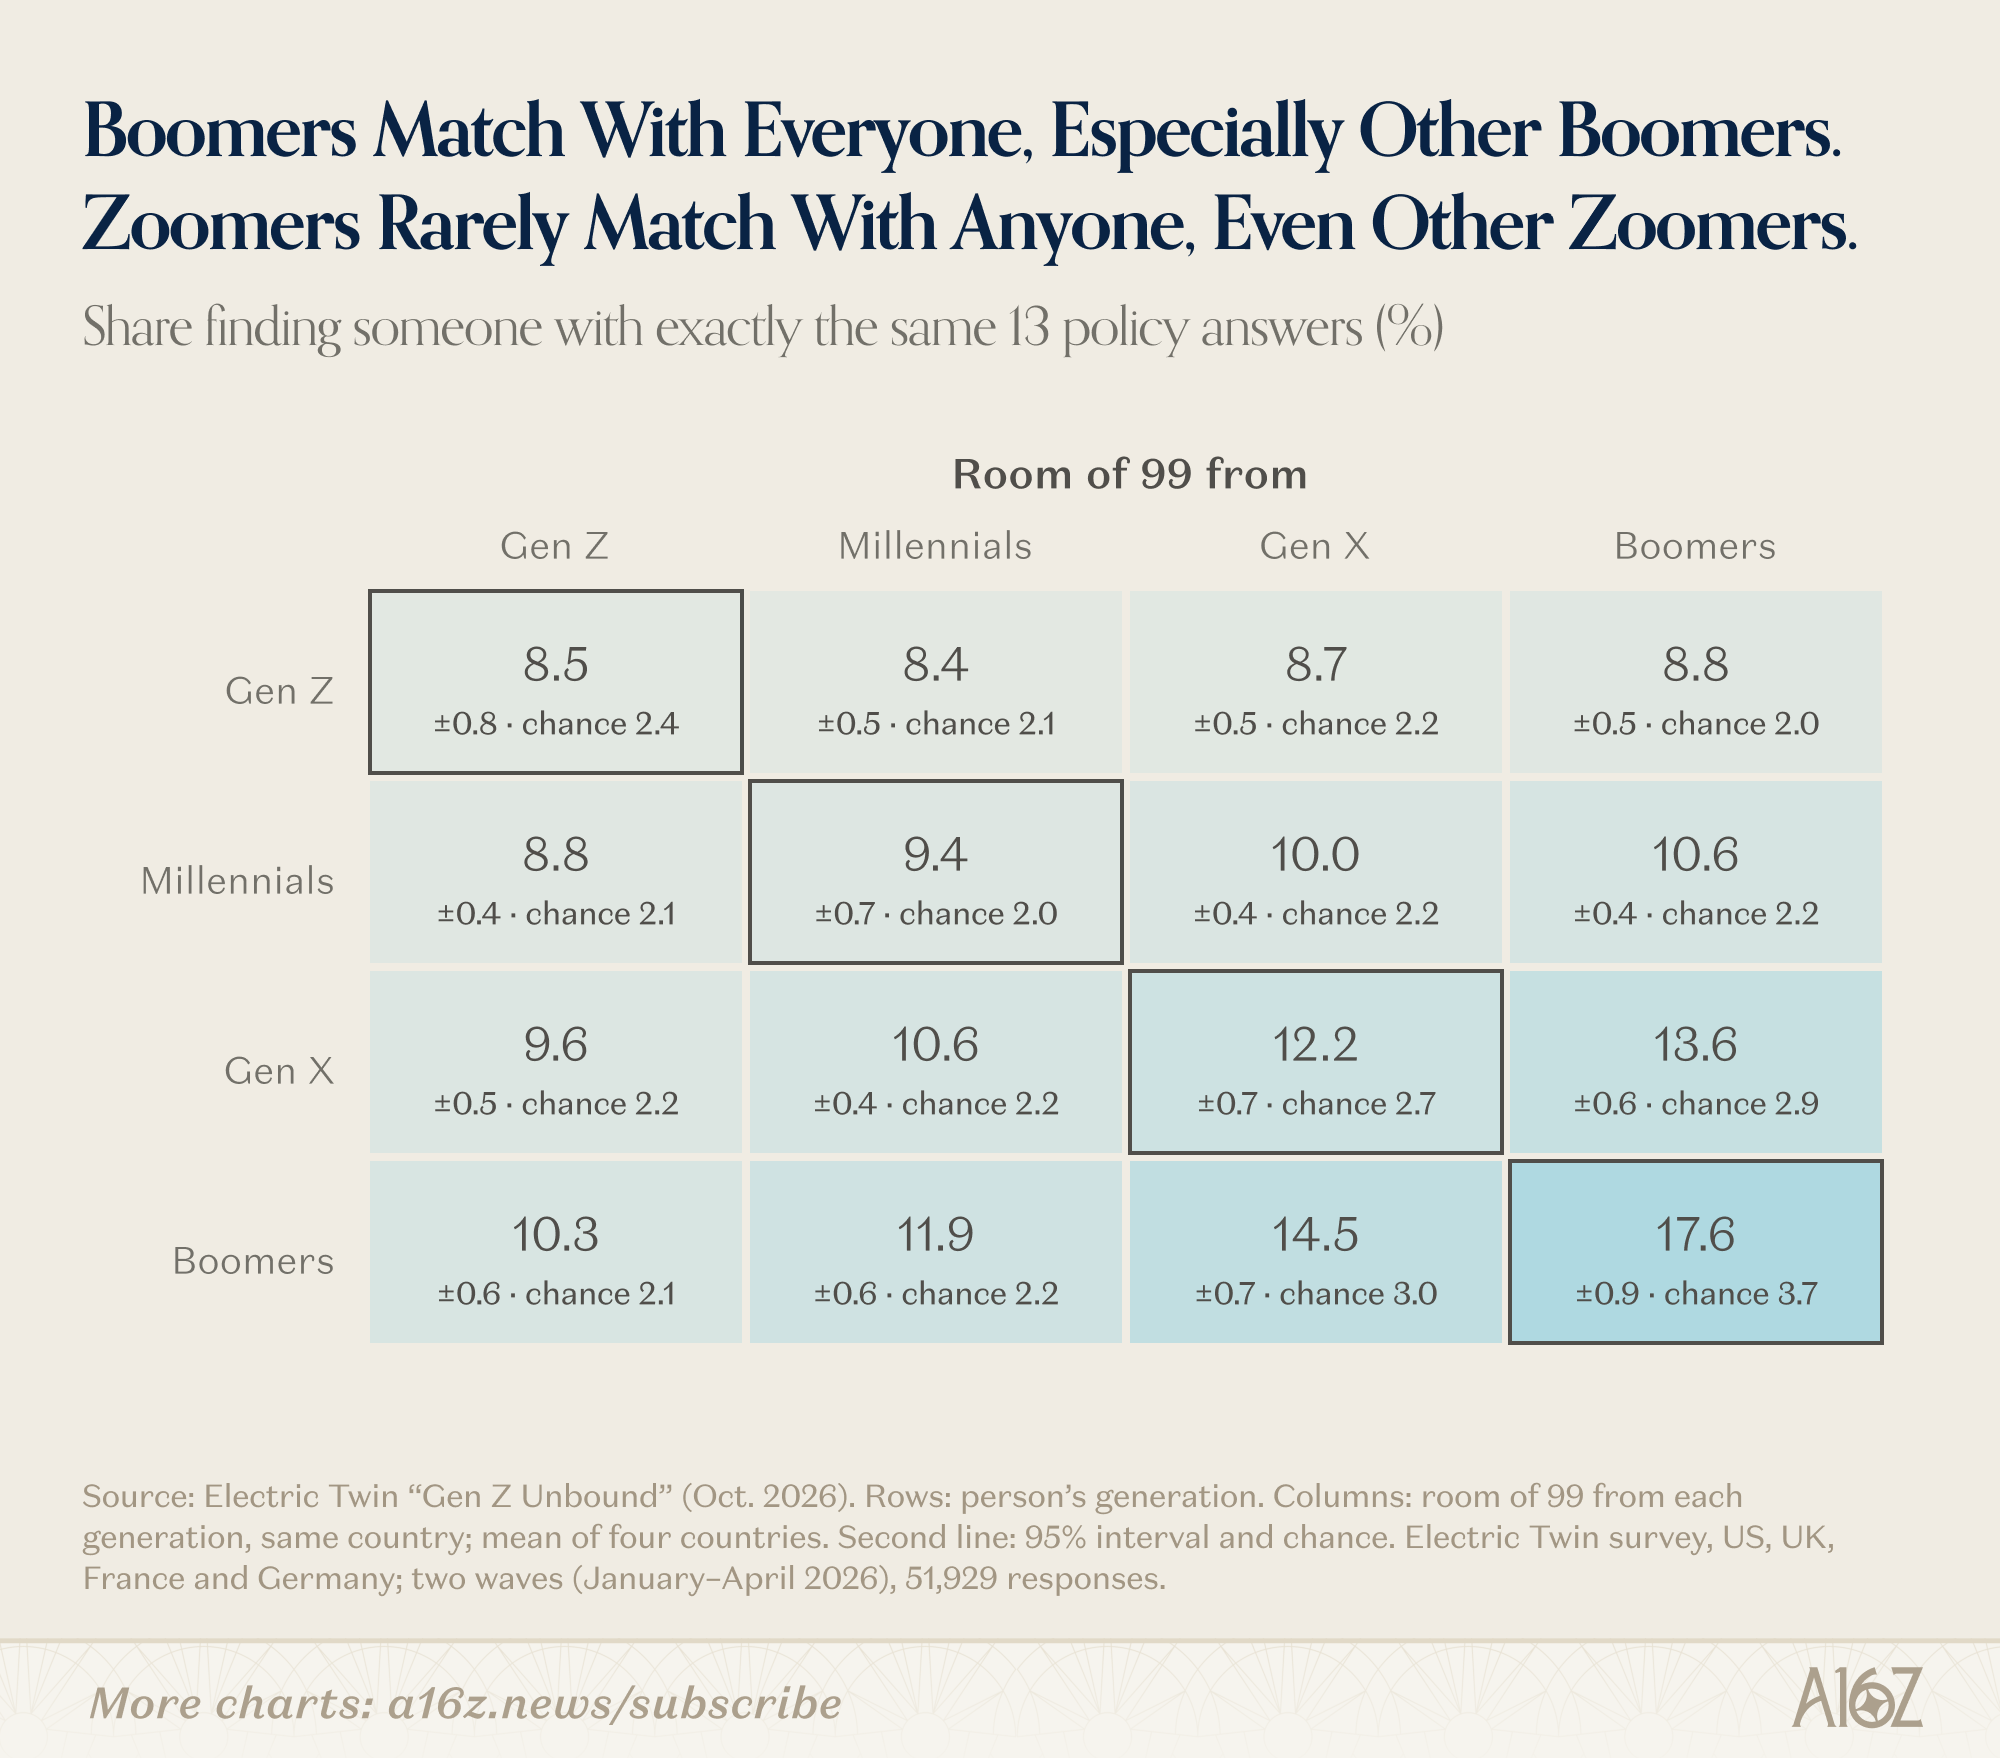 Boomers Match With Everyone, Especially Other Boomers.
Zoomers Rarely Match With Anyone, Even Other Zoomers.
Share finding someone with exactly the same 13 policy answers (%)
Room of 99 from
Gen Z Millennials Gen X Boomers
Gen Z 8.5 8.4 8.7 8.8
±0.8 · chance 2.4 ±0.5 · chance 2.1 ±0.5 · chance 2.2 ±0.5 · chance 2.0
Millennials 8.8 9.4 10.0 10.6
±0.4 · chance 2.1 ±0.7 · chance 2.0 ±0.4 · chance 2.2 ±0.4 · chance 2.2
Gen X 9.6 10.6 12.2 13.6
±0.5 · chance 2.2 ±0.4 · chance 2.2 ±0.7 · chance 2.7 ±0.6 · chance 2.9
Boomers 10.3 11.9 14.5 17.6
±0.6 · chance 2.1 ±0.6 · chance 2.2 ±0.7 · chance 3.0 ±0.9 · chance 3.7
Source: Electric Twin “Gen Z Unbound” (Oct. 2026). Rows: person’s generation. Columns: room of 99 from each
generation, same country; mean of four countries. Second line: 95% interval and chance. Electric Twin survey, US, UK,
France and Germany; two waves (January–April 2026), 51,929 responses.
More charts: a16z.news/subscribe
A16Z